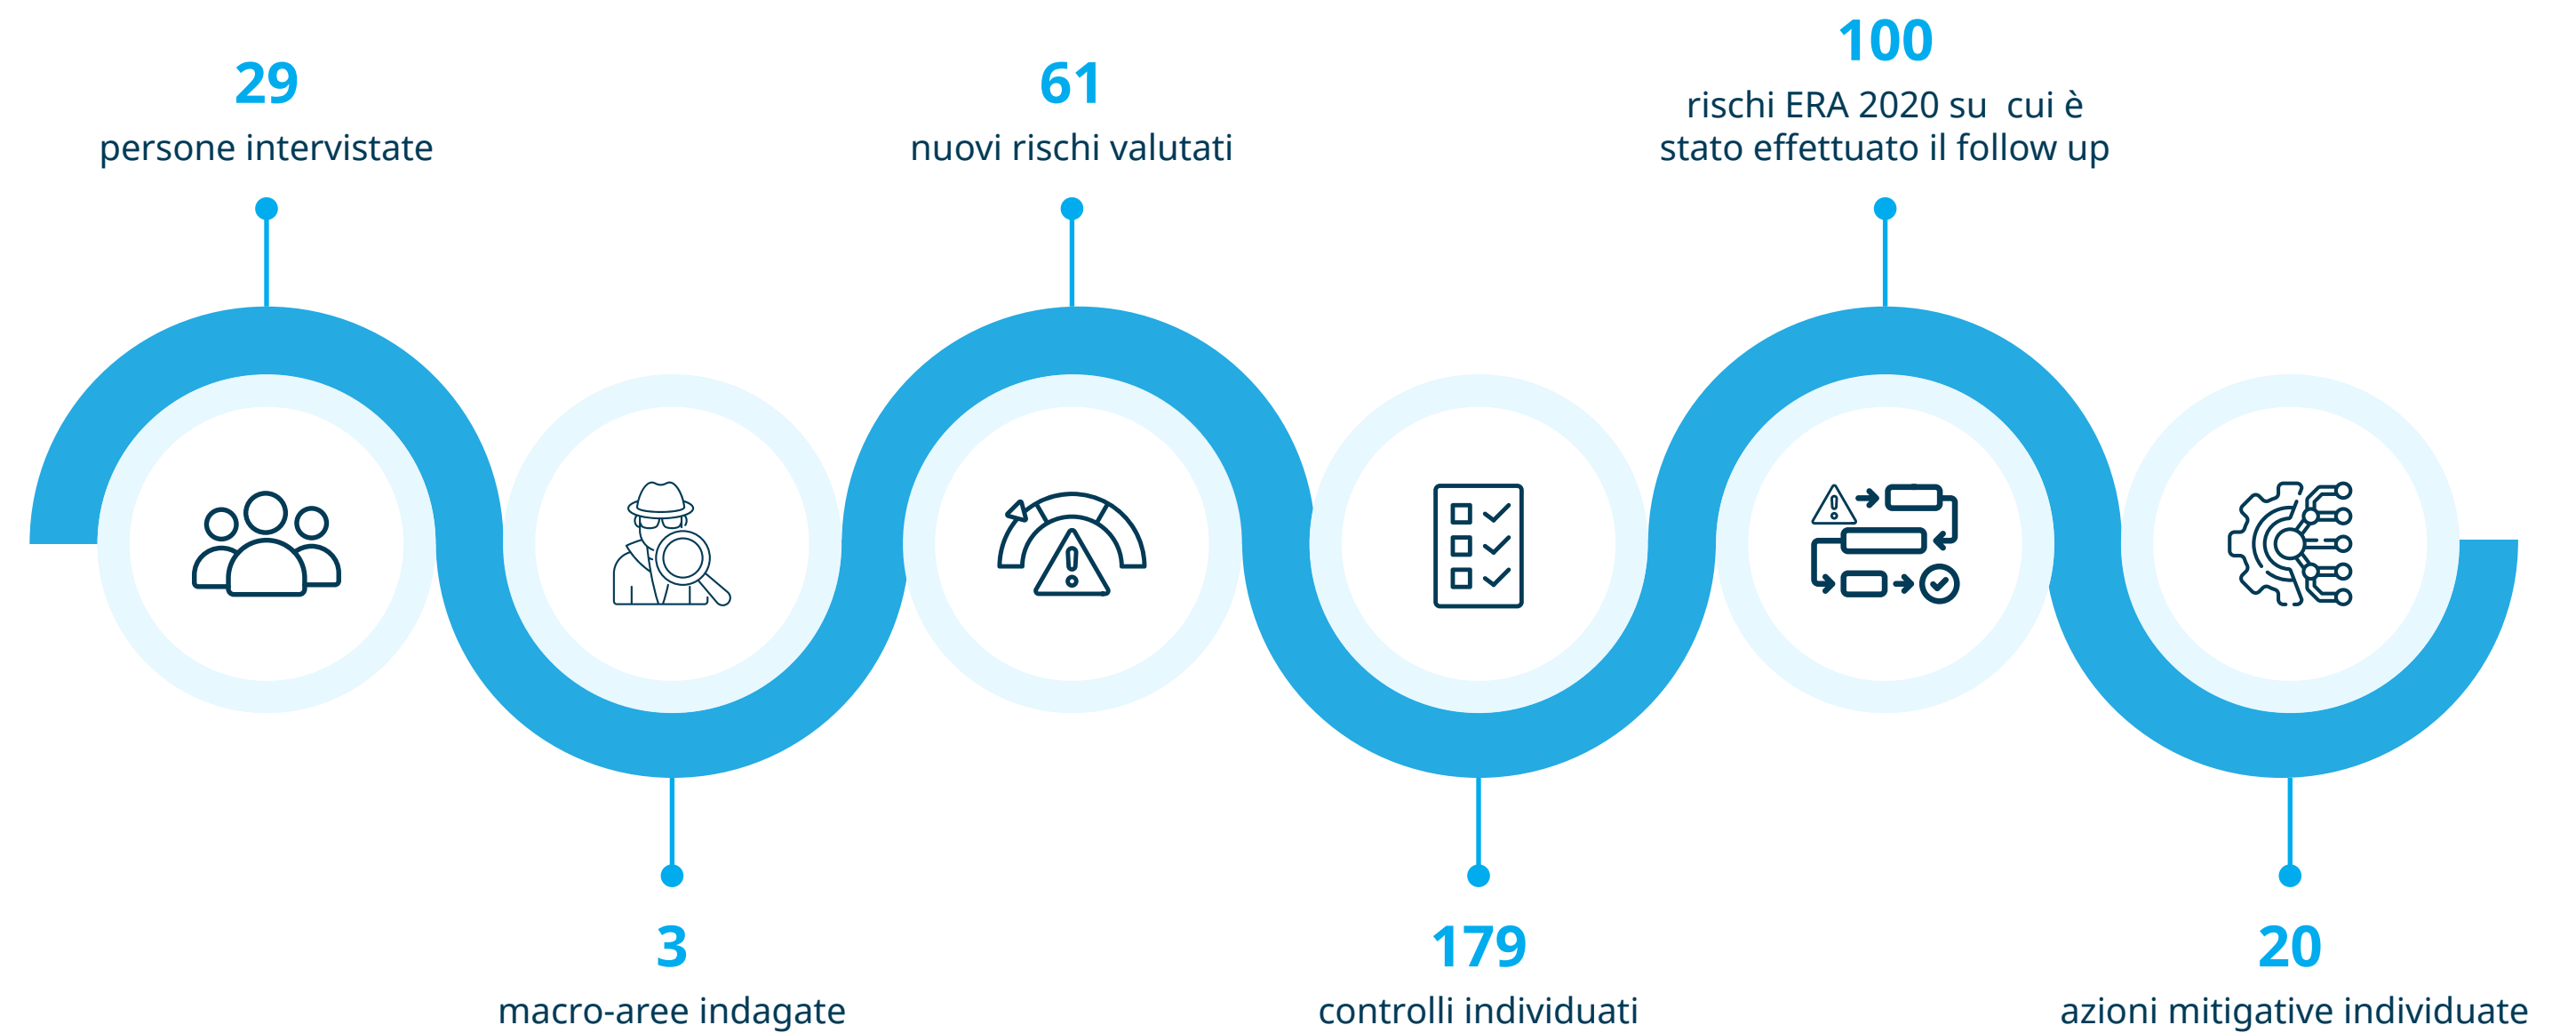 29
persone intervistate
3
macro-aree indagate
61
nuovi rischi valutati
179
controlli individuati
100
rischi ERA 2020 su  cui è
stato effettuato il follow up
20
azioni mitigative individuate